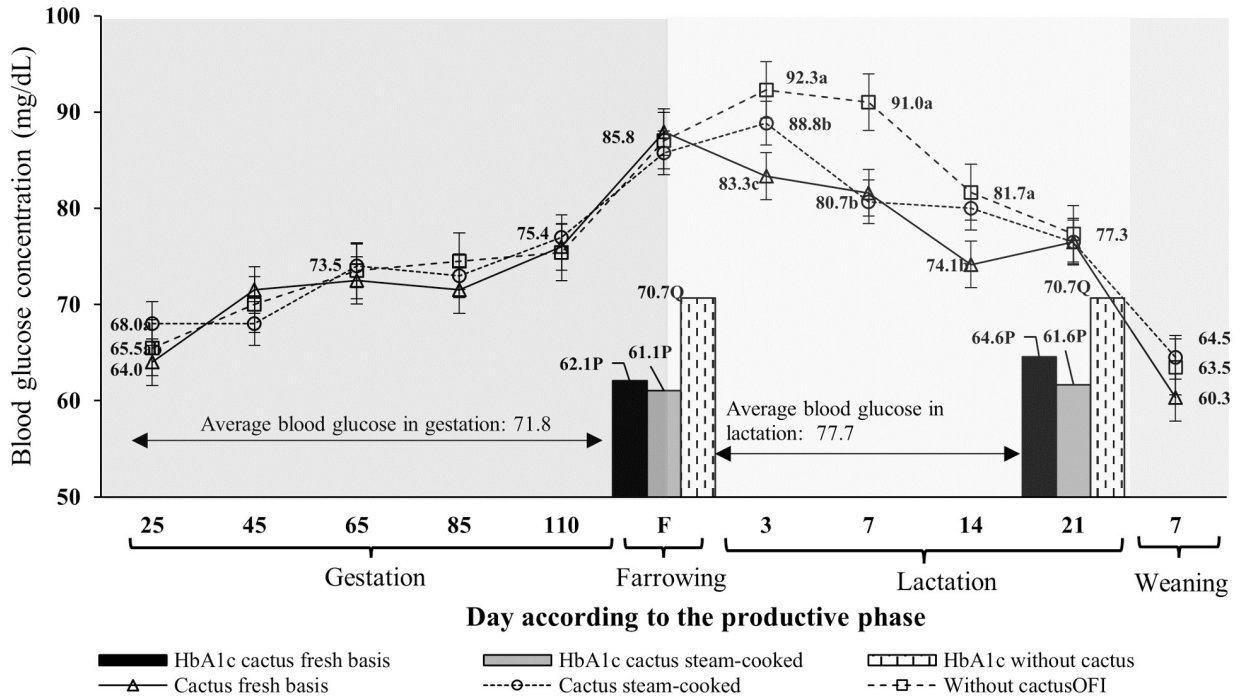 Blood glucose concentration (mg/dL)
100
90
80
70
60
50
68.0a
65.5ab
64.0
73.5
75.4
85.8
92.3a
88.8b
83.3c
91.0a
80.7b
81.7a
74.1b
77.3
64.5
63.5
60.3
62.1P
61.1P
70.7Q
64.6P
61.6P
70.7Q
Average blood glucose in gestation: 71.8
Average blood glucose in
lactation: 77.7
25 45 65 85 110 F 3 7 14 21 7
Gestation Farrowing Lactation Weaning
Day according to the productive phase
HbA1c cactus fresh basis HbA1c cactus steam-cooked HbA1c without cactus
Cactus fresh basis Cactus steam-cooked Without cactusOFI